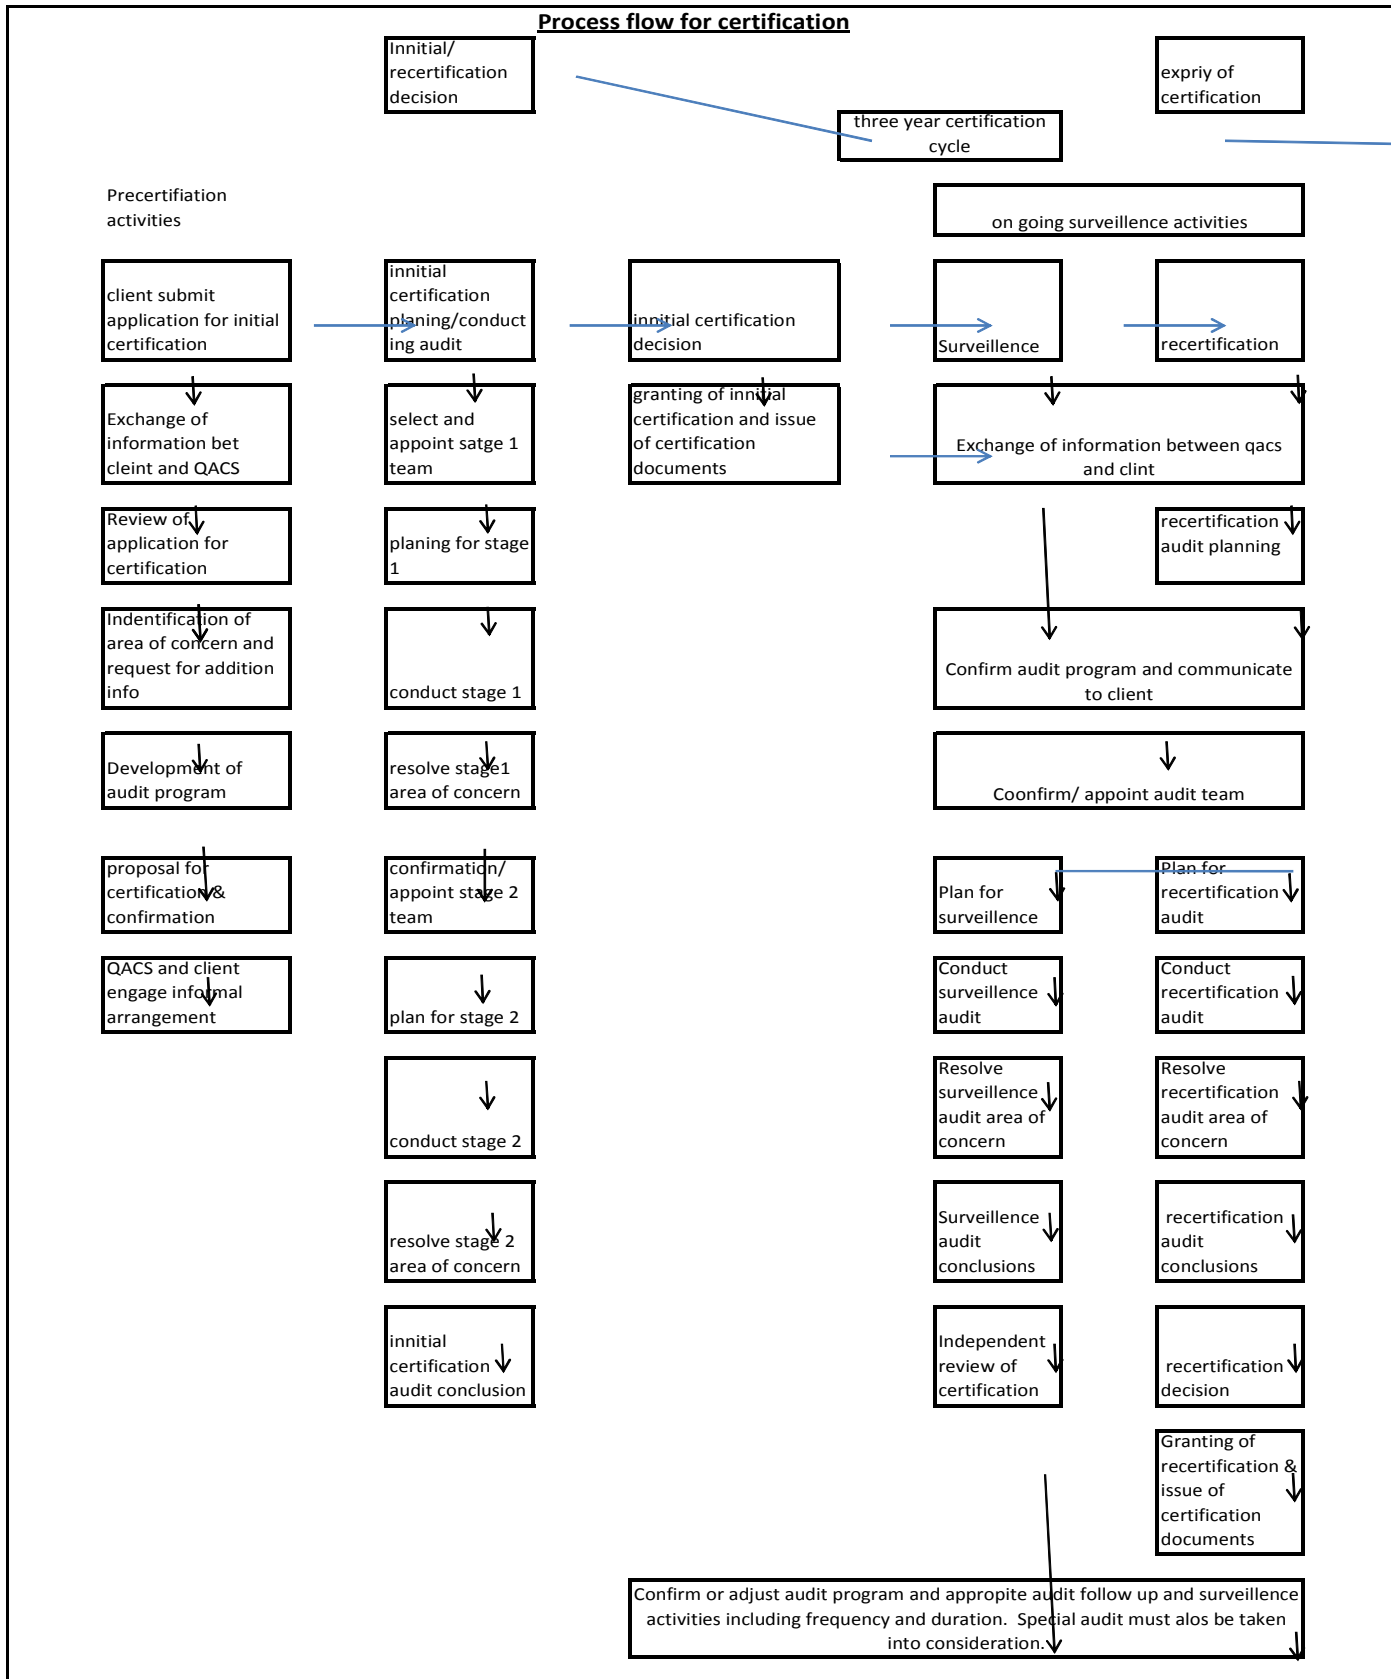 Process flow for certification
Innitial/
recertification
decision
expriy of
certification
three year certification
cycle
Precertifiation
activities
on going surveillence activities
client submit
application for initial
certification
innitial
certification
planing/conduct
ing audit
innitial certification
decision
Surveillence
recertification
Exchange of
information bet
cleint and QACS
select and
appoint satge 1
team
granting of innitial
certification and issue
of certification
documents
Exchange of information between qacs
and clint
Review of
application for
certification
planing for stage
1
recertification
audit planning
Indentification of
area of concern and
request for addition
info
conduct stage 1
Confirm audit program and communicate
to client
Development of
audit program
resolve stage1
area of concern
Coonfirm/ appoint audit team
proposal for
certification &
confirmation
confirmation/
appoint stage 2
team
Plan for
surveillence
Plan for
recertification
audit
QACS and client
engage informal
arrangement
plan for stage 2
Conduct
surveillence
audit
Conduct
recertification
audit
conduct stage 2
Resolve
surveillence
audit area of
concern
Resolve
recertification
audit area of
concern
resolve stage 2
area of concern
Surveillence
audit
conclusions
recertification
audit
conclusions
innitial
certification
audit conclusion
Independent
review of
certification
recertification
decision
Granting of
recertification &
issue of
certification
documents
Confirm or adjust audit program and appropite audit follow up and surveillence
activities including frequency and duration.  Special audit must alos be taken
into consideration.